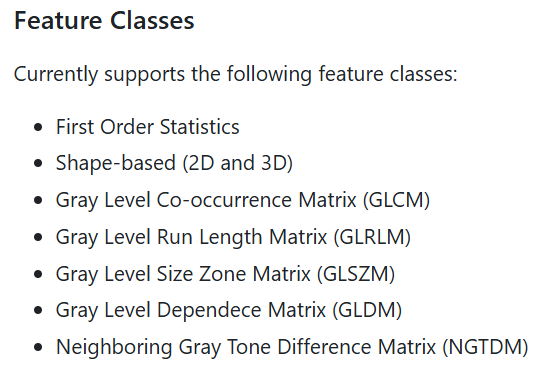 Feature Classes
Currently supports the following feature classes:
• First Order Statistics
• Shape-based (2D and 3D)
• Gray Level Co-occurrence Matrix (GLCM)
• Gray Level Run Length Matrix (GLRLM)
• Gray Level Size Zone Matrix (GLSZM)
• Gray Level Dependece Matrix (GLDM)
• Neighboring Gray Tone Difference Matrix (NGTDM)